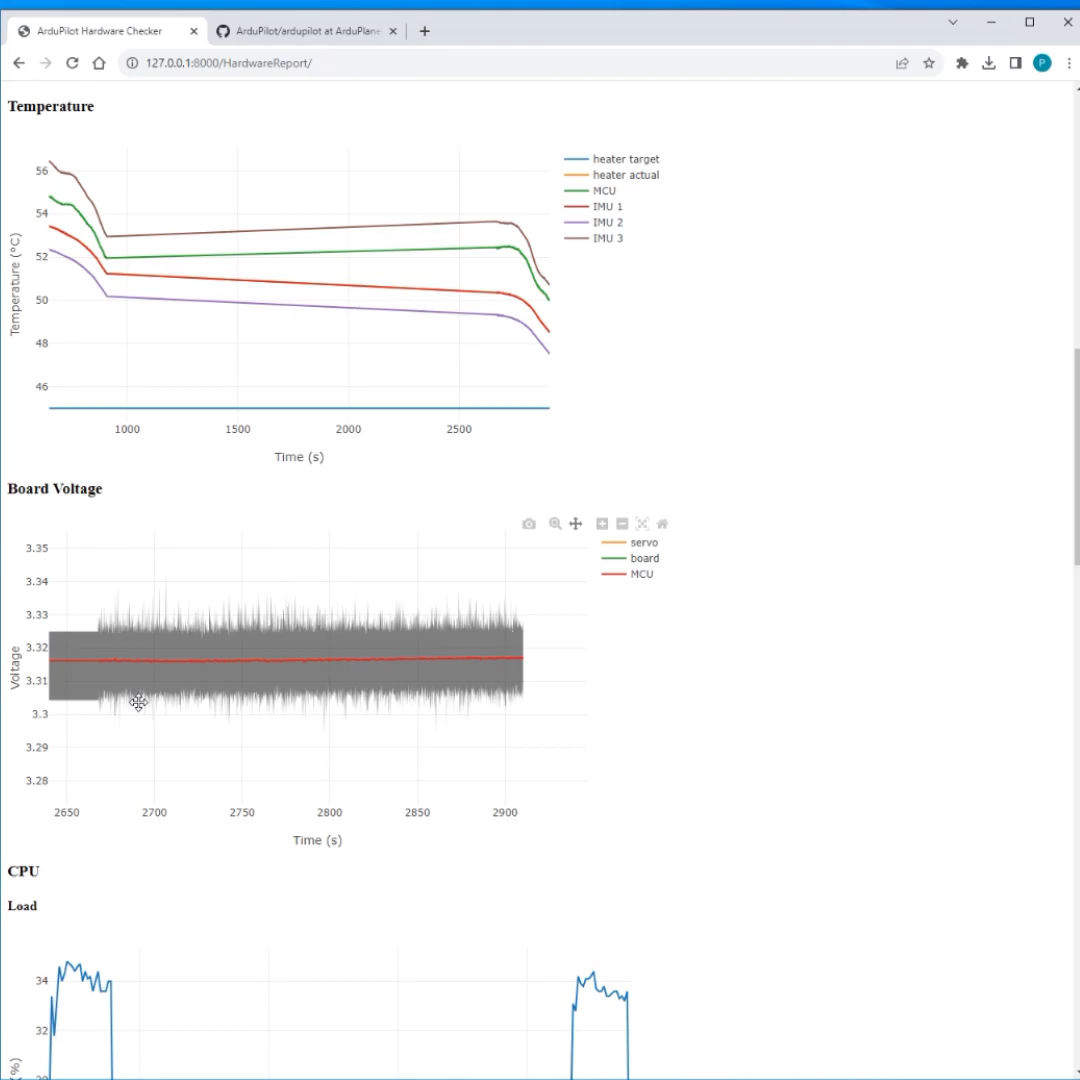 ArduPilot Hardware Checker
ArduPilot/ardupilot at ArduPlane
127.0.0.1:8000/HardwareReport/
P
Temperature
56
54
52
50
48
46
Temperature (°C)
1000 1500 2000 2500
Time (s)
heater target
heater actual
MCU
IMU 1
IMU 2
IMU 3
Board Voltage
3.35
3.34
3.33
3.32
3.31
3.3
3.29
3.28
Voltage
2650 2700 2750 2800 2850 2900
Time (s)
servo
board
MCU
CPU
Load
34
32
30
(%)